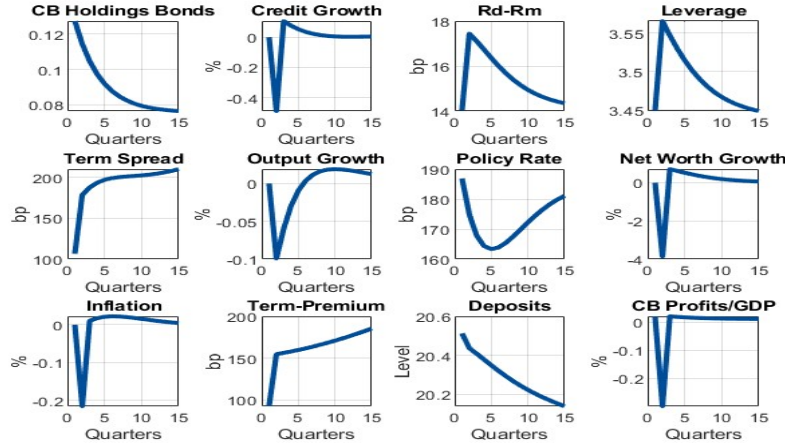 CB Holdings Bonds Credit Growth Rd-Rm Leverage
0.12 0.1 0.08
0 5 10 15
Quarters
% 0 -0.2 -0.4
0 5 10 15
Quarters
bp 18 16 14
0 5 10 15
Quarters
3.55 3.5 3.45
0 5 10 15
Quarters
Term Spread Output Growth Policy Rate Net Worth Growth
bp 200 150 100
0 5 10 15
Quarters
% 0 -0.05 -0.1
0 5 10 15
Quarters
bp 190 180 170 160
0 5 10 15
Quarters
% 0 -2 -4
0 5 10 15
Quarters
Inflation Term-Premium Deposits CB Profits/GDP
% 0 -0.1 -0.2
0 5 10 15
Quarters
bp 200 150 100
0 5 10 15
Quarters
Level 20.6 20.4 20.2
0 5 10 15
Quarters
% 0 -0.1 -0.2
0 5 10 15
Quarters